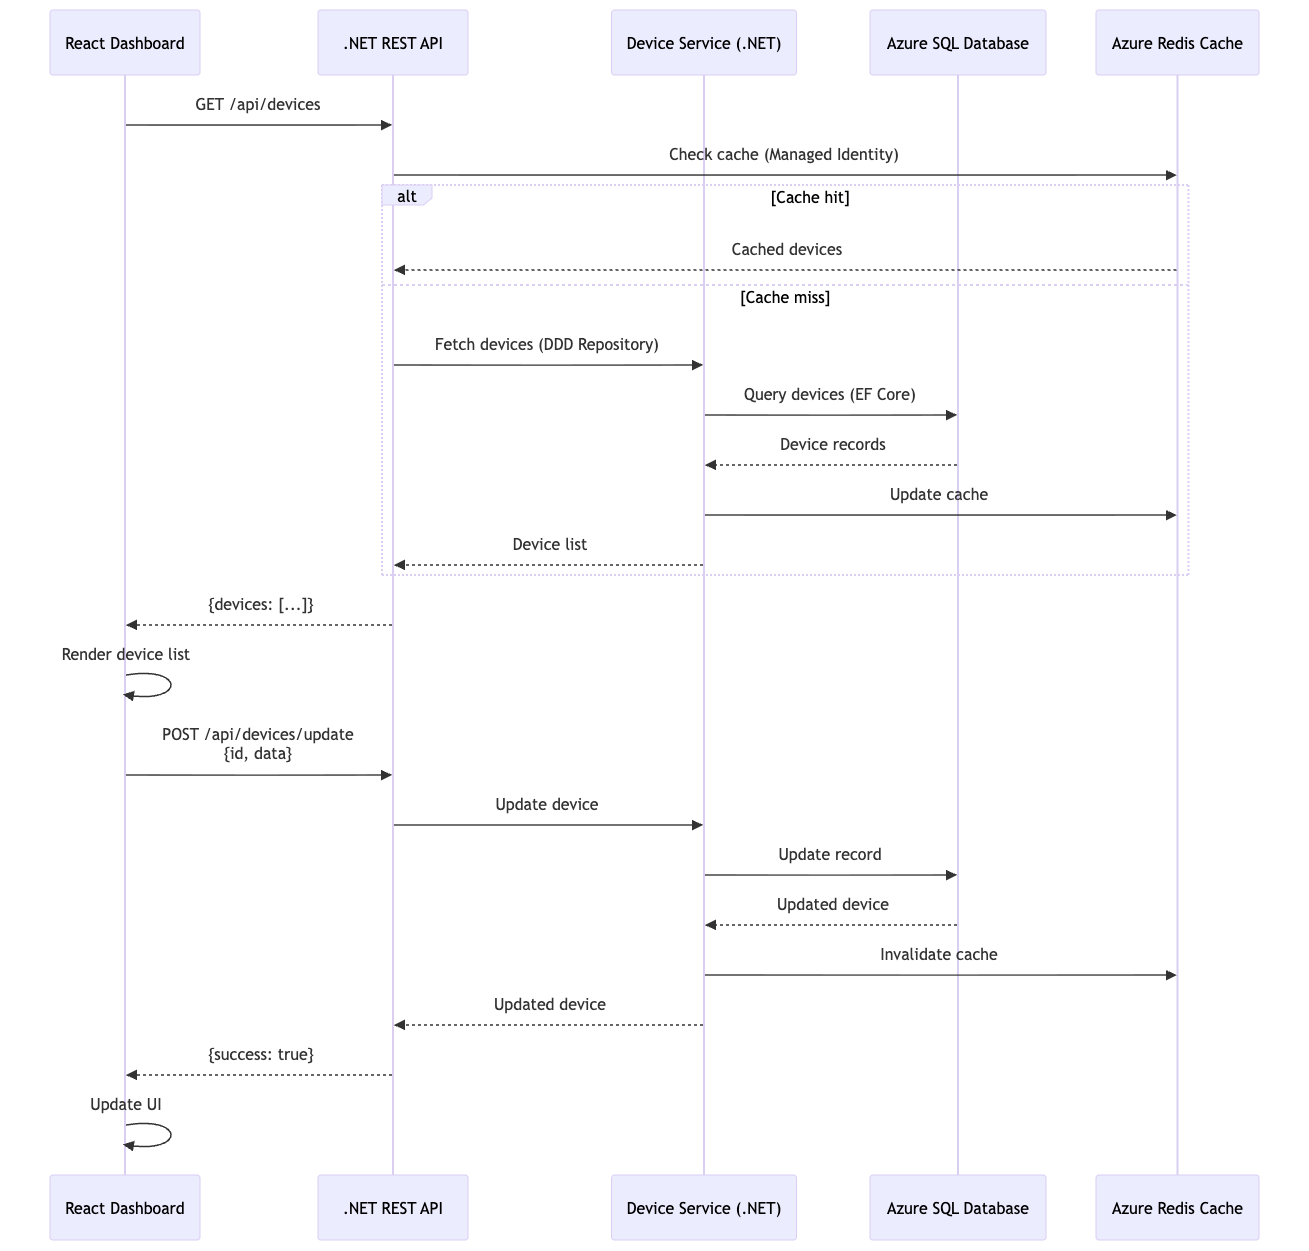 React Dashboard
.NET REST API
Device Service (.NET)
Azure SQL Database
Azure Redis Cache
GET /api/devices
Check cache (Managed Identity)
alt
[Cache hit]
Cached devices
[Cache miss]
Fetch devices (DDD Repository)
Query devices (EF Core)
Device records
Update cache
Device list
{devices: [...]}
Render device list
POST /api/devices/update
{id, data}
Update device
Update record
Updated device
Invalidate cache
Updated device
{success: true}
Update UI
React Dashboard
.NET REST API
Device Service (.NET)
Azure SQL Database
Azure Redis Cache